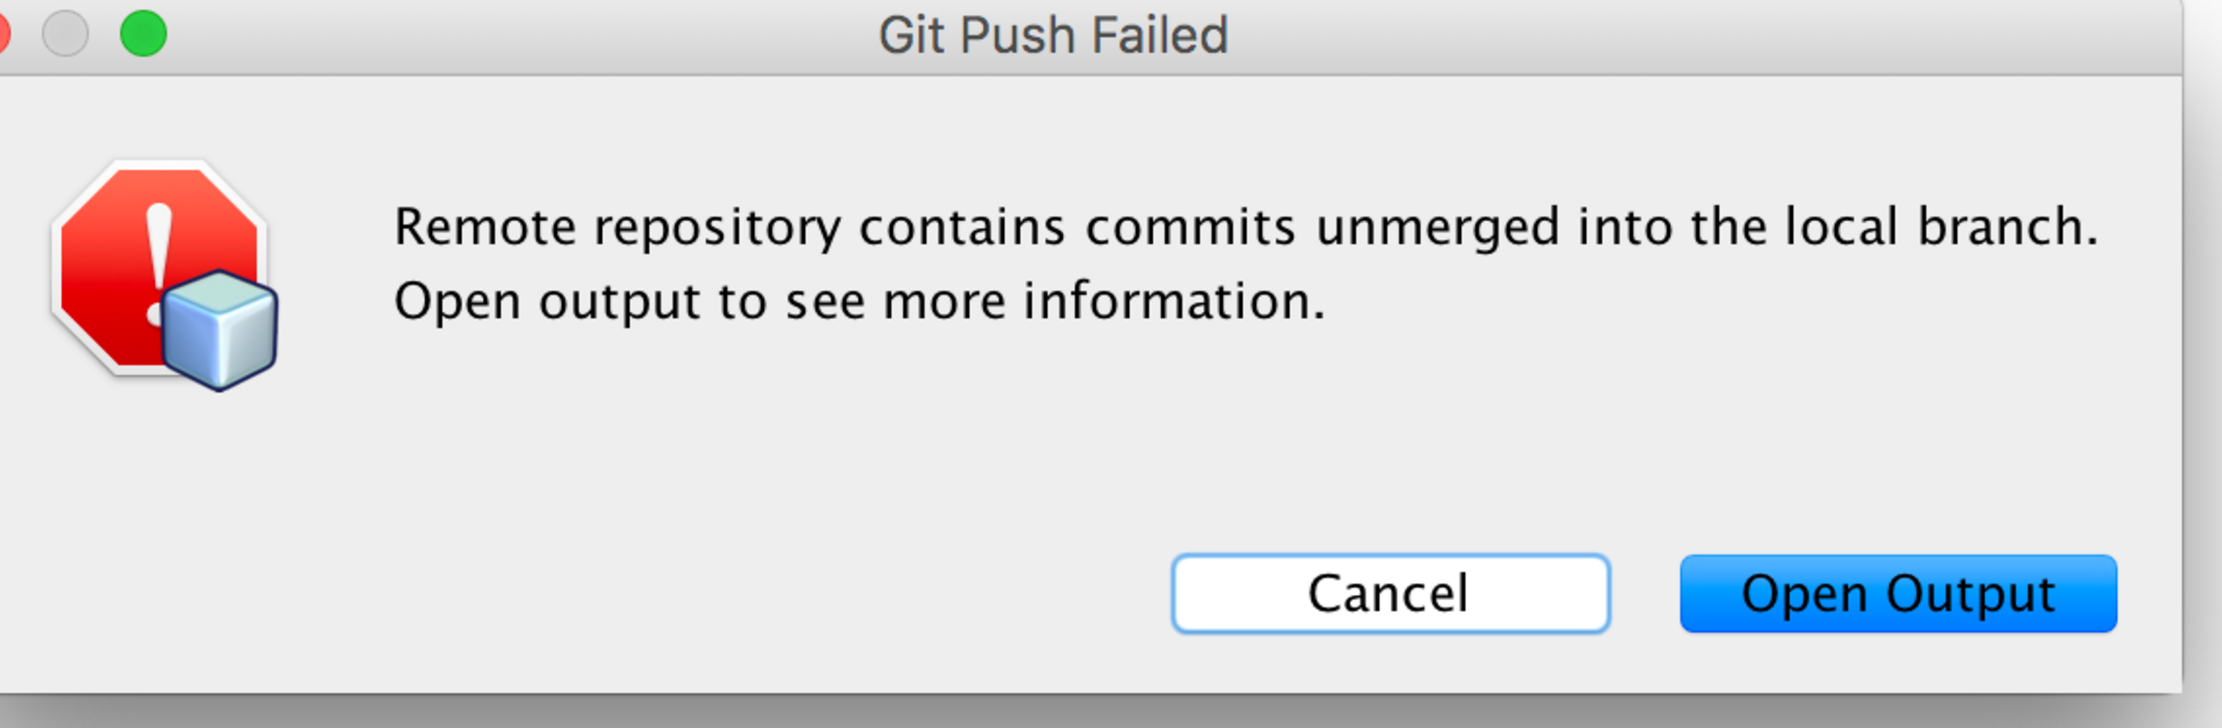 Git Push Failed
Remote repository contains commits unmerged into the local branch.
Open output to see more information.
Cancel
Open Output